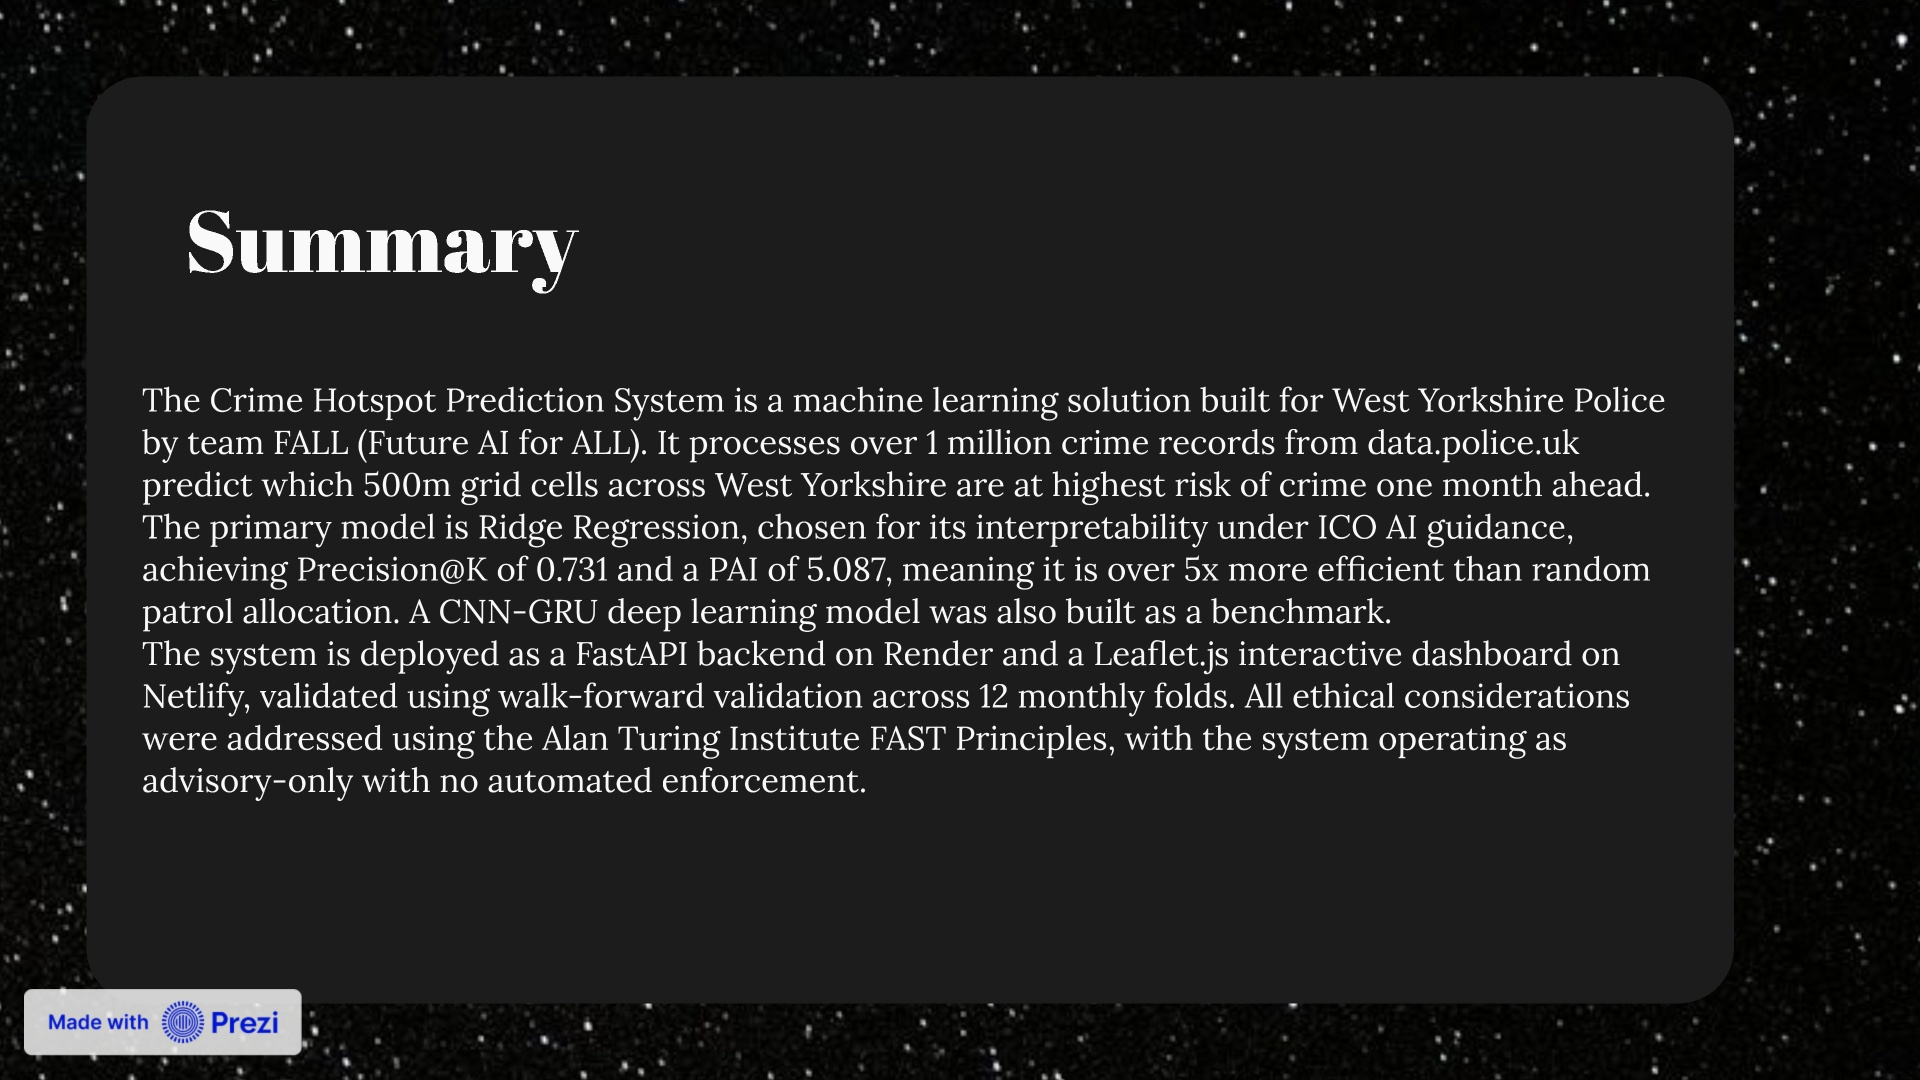 Summary
The Crime Hotspot Prediction System is a machine learning solution built for West Yorkshire Police
by team FALL (Future AI for ALL). It processes over 1 million crime records from data.police.uk
predict which 500m grid cells across West Yorkshire are at highest risk of crime one month ahead.
The primary model is Ridge Regression, chosen for its interpretability under ICO AI guidance,
achieving Precision@K of 0.731 and a PAI of 5.087, meaning it is over 5x more efficient than random
patrol allocation. A CNN-GRU deep learning model was also built as a benchmark.
The system is deployed as a FastAPI backend on Render and a Leaflet.js interactive dashboard on
Netlify, validated using walk-forward validation across 12 monthly folds. All ethical considerations
were addressed using the Alan Turing Institute FAST Principles, with the system operating as
advisory-only with no automated enforcement.
Made with Prezi